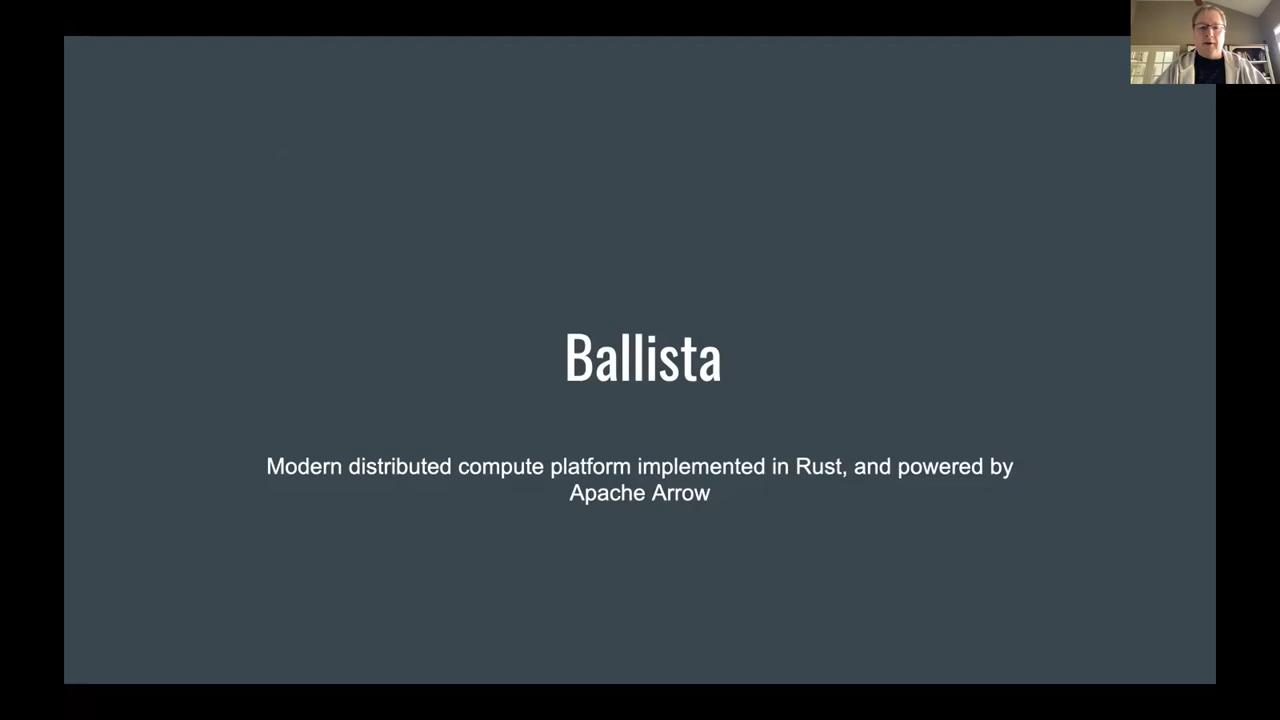 Ballista
Modern distributed compute platform implemented in Rust, and powered by
Apache Arrow